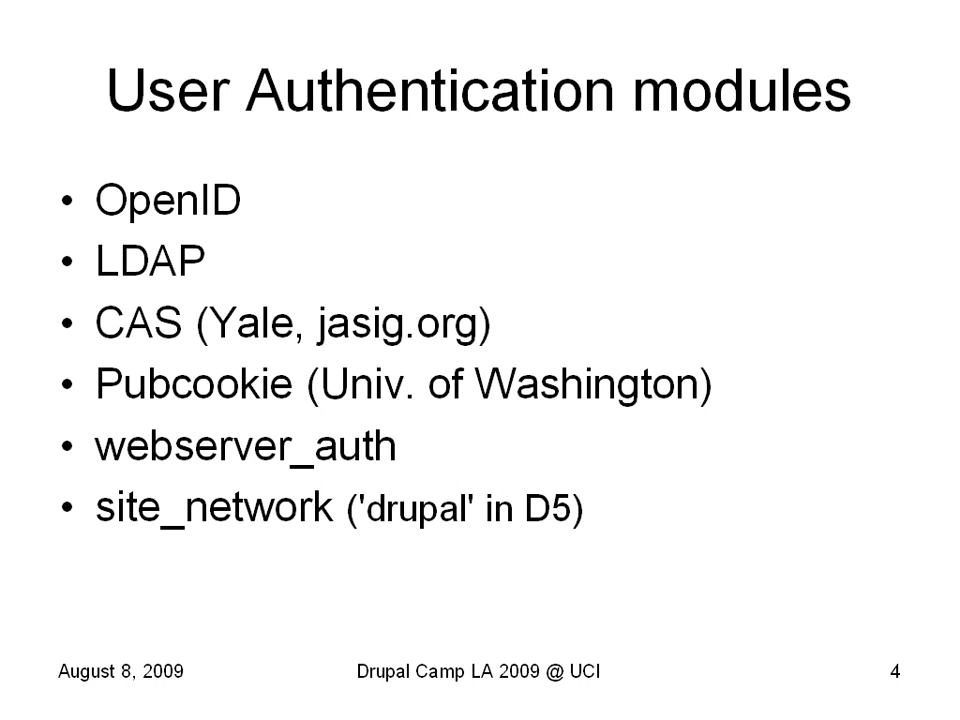 User Authentication modules
• OpenID
• LDAP
• CAS (Yale, jasig.org)
• Pubcookie (Univ. of Washington)
• webserver_auth
• site_network ('drupal' in D5)
August 8, 2009 Drupal Camp LA 2009 @ UCI 4